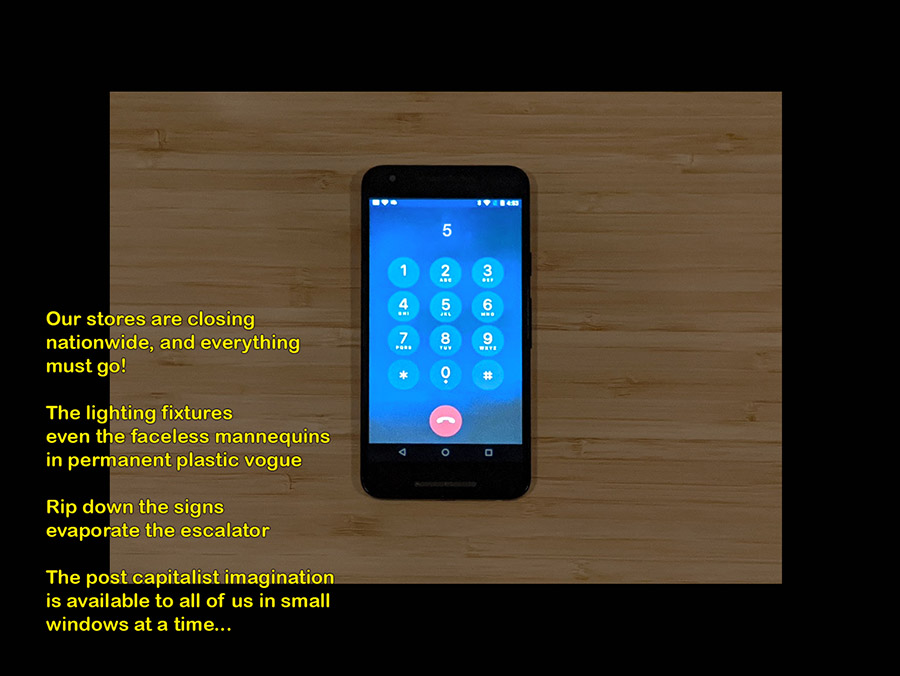 4:53
5
1
2
ABC
3
DEF
4
GHI
5
JKL
6
MNO
7
PQRS
8
TUV
9
WXYZ
*
0
+
#
Our stores are closing
nationwide, and everything
must go!
The lighting fixtures
even the faceless mannequins
in permanent plastic vogue
Rip down the signs
evaporate the escalator
The post capitalist imagination
is available to all of us in small
windows at a time...